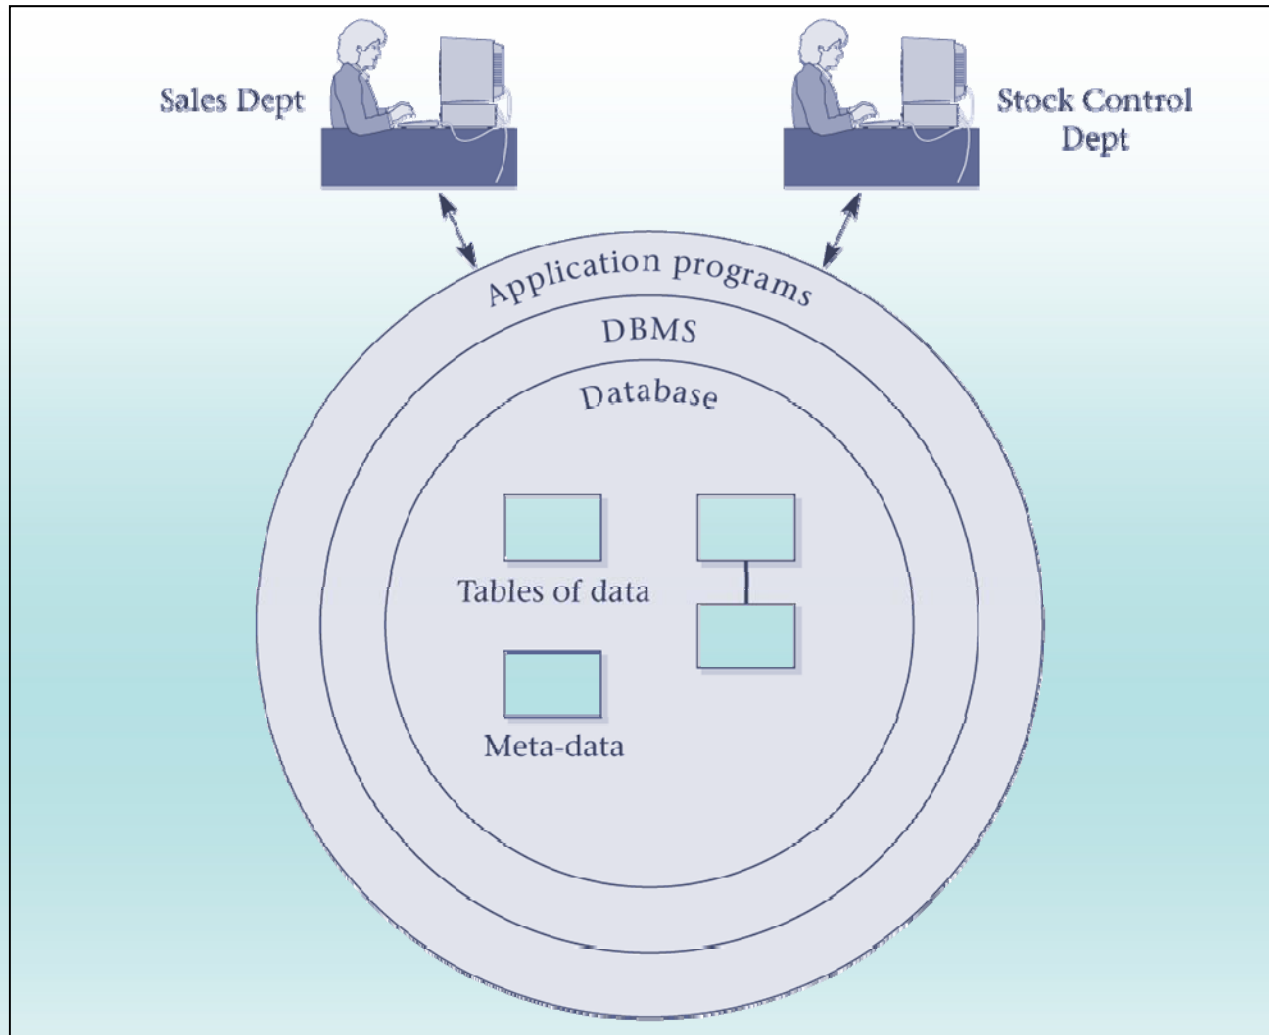 Sales Dept
Stock Control
Dept
Application programs
DBMS
Database
Tables of data
Meta-data